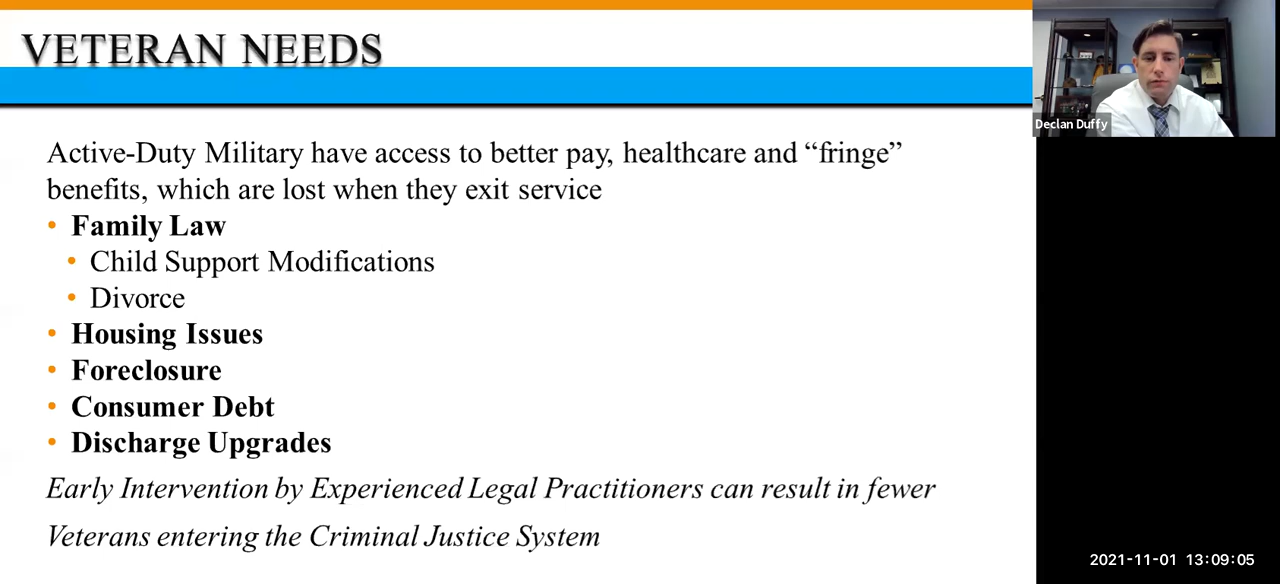 VETERAN NEEDS
Declan Duffy
Active-Duty Military have access to better pay, healthcare and “fringe”
benefits, which are lost when they exit service
• Family Law
• Child Support Modifications
• Divorce
• Housing Issues
• Foreclosure
• Consumer Debt
• Discharge Upgrades
Early Intervention by Experienced Legal Practitioners can result in fewer
Veterans entering the Criminal Justice System
2021-11-01 13:09:05